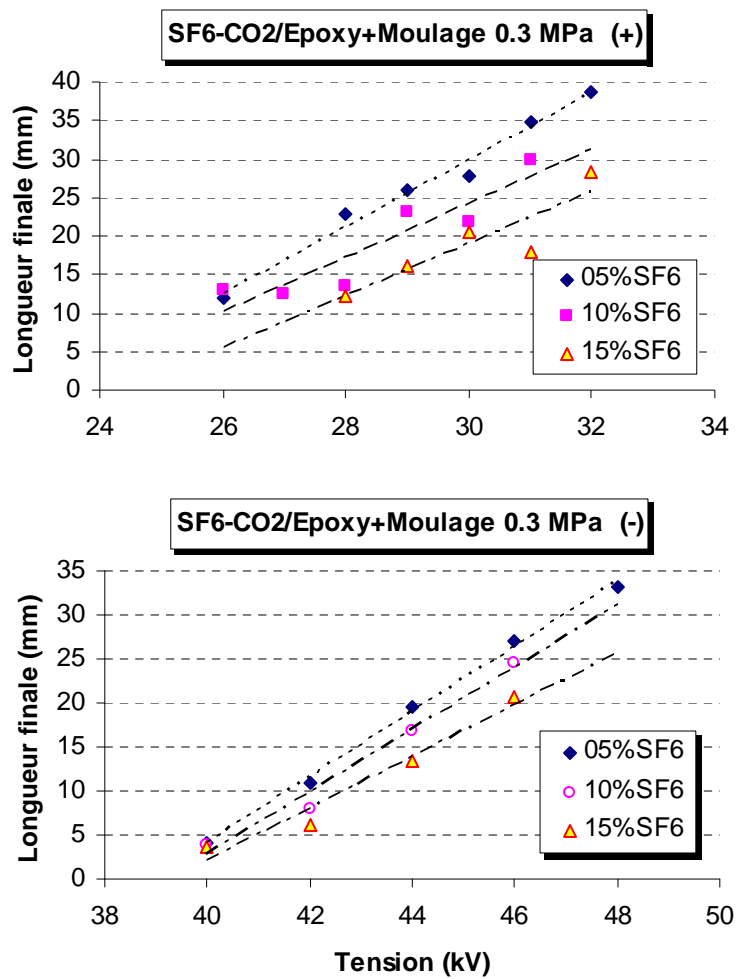 SF6-CO2/Epoxy+Moulage 0.3 MPa (+)
Longueur finale (mm)
40
35
30
25
20
15
10
5
0
24 26 28 30 32 34
05%SF6
10%SF6
15%SF6
SF6-CO2/Epoxy+Moulage 0.3 MPa (-)
Longueur finale (mm)
35
30
25
20
15
10
5
0
38 40 42 44 46 48 50
05%SF6
10%SF6
15%SF6
Tension (kV)